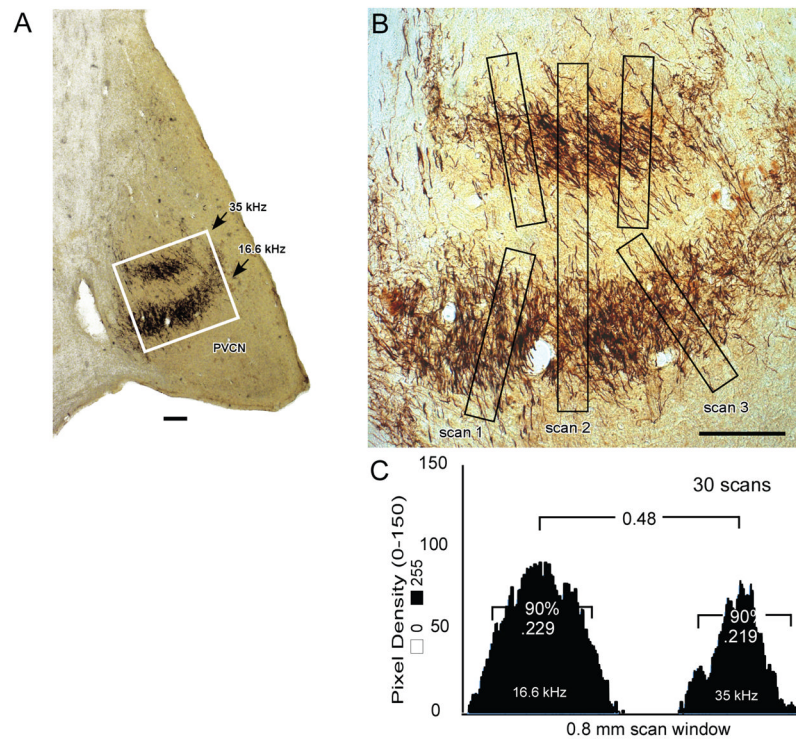 A
35 kHz
16.6 kHz
PVCN
B
scan 1
scan 2
scan 3
C
150
30 scans
0.48
100
50
0
Pixel Density (0-150)
0 255
90%
.229
90%
.219
16.6 kHz
35 kHz
0.8 mm scan window